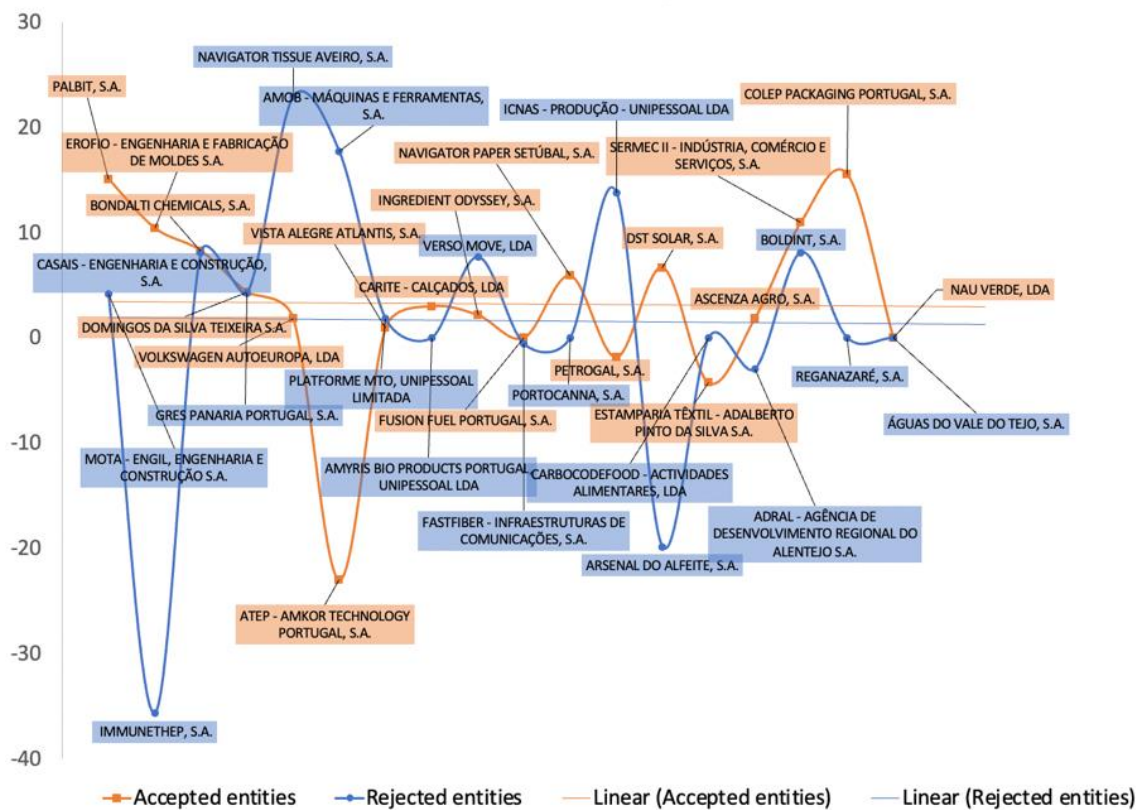 30
NAVIGATOR TISSUE AVEIRO, S.A.
PALBIT, S.A.
AMOB - MÁQUINAS E FERRAMENTAS,
S.A.
ICNAS - PRODUÇÃO - UNIPESSOAL LDA
COLEP PACKAGING PORTUGAL, S.A.
20
EROFIO - ENGENHARIA E FABRICAÇÃO
DE MOLDES S.A.
NAVIGATOR PAPER SETÚBAL, S.A.
SERMEC II - INDÚSTRIA, COMÉRCIO E
SERVIÇOS, S.A.
BONDALTI CHEMICALS, S.A.
INGREDIENT ODYSSEY, S.A.
VISTA ALEGRE ATLANTIS, S.A.
10
VERSO MOVE, LDA
DST SOLAR, S.A.
BOLDINT, S.A.
CASAIS - ENGENHARIA E CONSTRUÇÃO,
S.A.
CARITE - CALÇADOS, LDA
ASCENZA AGRO, S.A.
NAU VERDE, LDA
DOMINGOS DA SILVA TEIXEIRA S.A.
0
VOLKSWAGEN AUTOEUROPA, LDA
PLATFORME MTO, UNIPESSOAL
LIMITADA
PETROGAL, S.A.
REGANAZARÉ, S.A.
PORTOCANNA, S.A.
GRES PANARIA PORTUGAL, S.A.
FUSION FUEL PORTUGAL, S.A.
ESTAMPARIA TÊXTIL - ADALBERTO
PINTO DA SILVA S.A.
ÁGUAS DO VALE DO TEJO, S.A.
-10
MOTA - ENGIL, ENGENHARIA E
CONSTRUÇÃO S.A.
AMYRIS BIO PRODUCTS PORTUGAL
UNIPESSOAL LDA
CARBOCODEFOOD - ACTIVIDADES
ALIMENTARES, LDA
FASTFIBER - INFRAESTRUTURAS DE
COMUNICAÇÕES, S.A.
ADRAL - AGÊNCIA DE
DESENVOLVIMENTO REGIONAL DO
ALENTEJO S.A.
-20
ARSENAL DO ALFEITE, S.A.
ATEP - AMKOR TECHNOLOGY
PORTUGAL, S.A.
-30
IMMUNETHEP, S.A.
-40
Accepted entities
Rejected entities
Linear (Accepted entities)
Linear (Rejected entities)